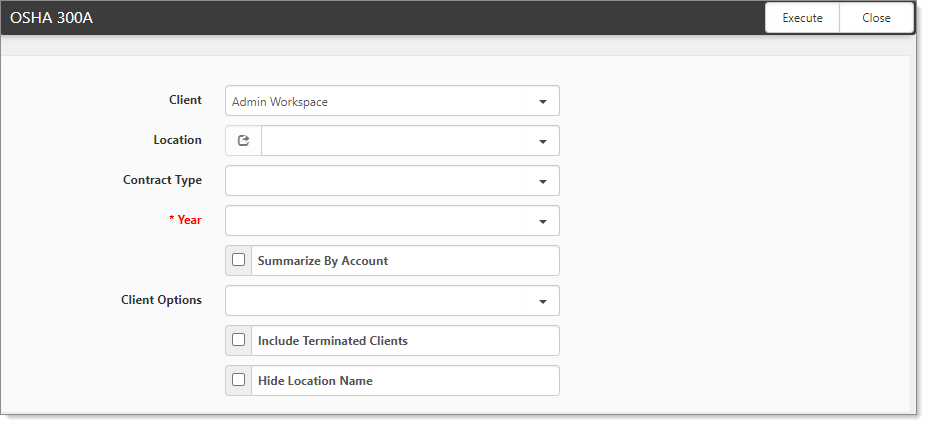 OSHA 300A
Execute
Close
Client
Admin Workspace
Location
Contract Type
* Year
Summarize By Account
Client Options
Include Terminated Clients
Hide Location Name